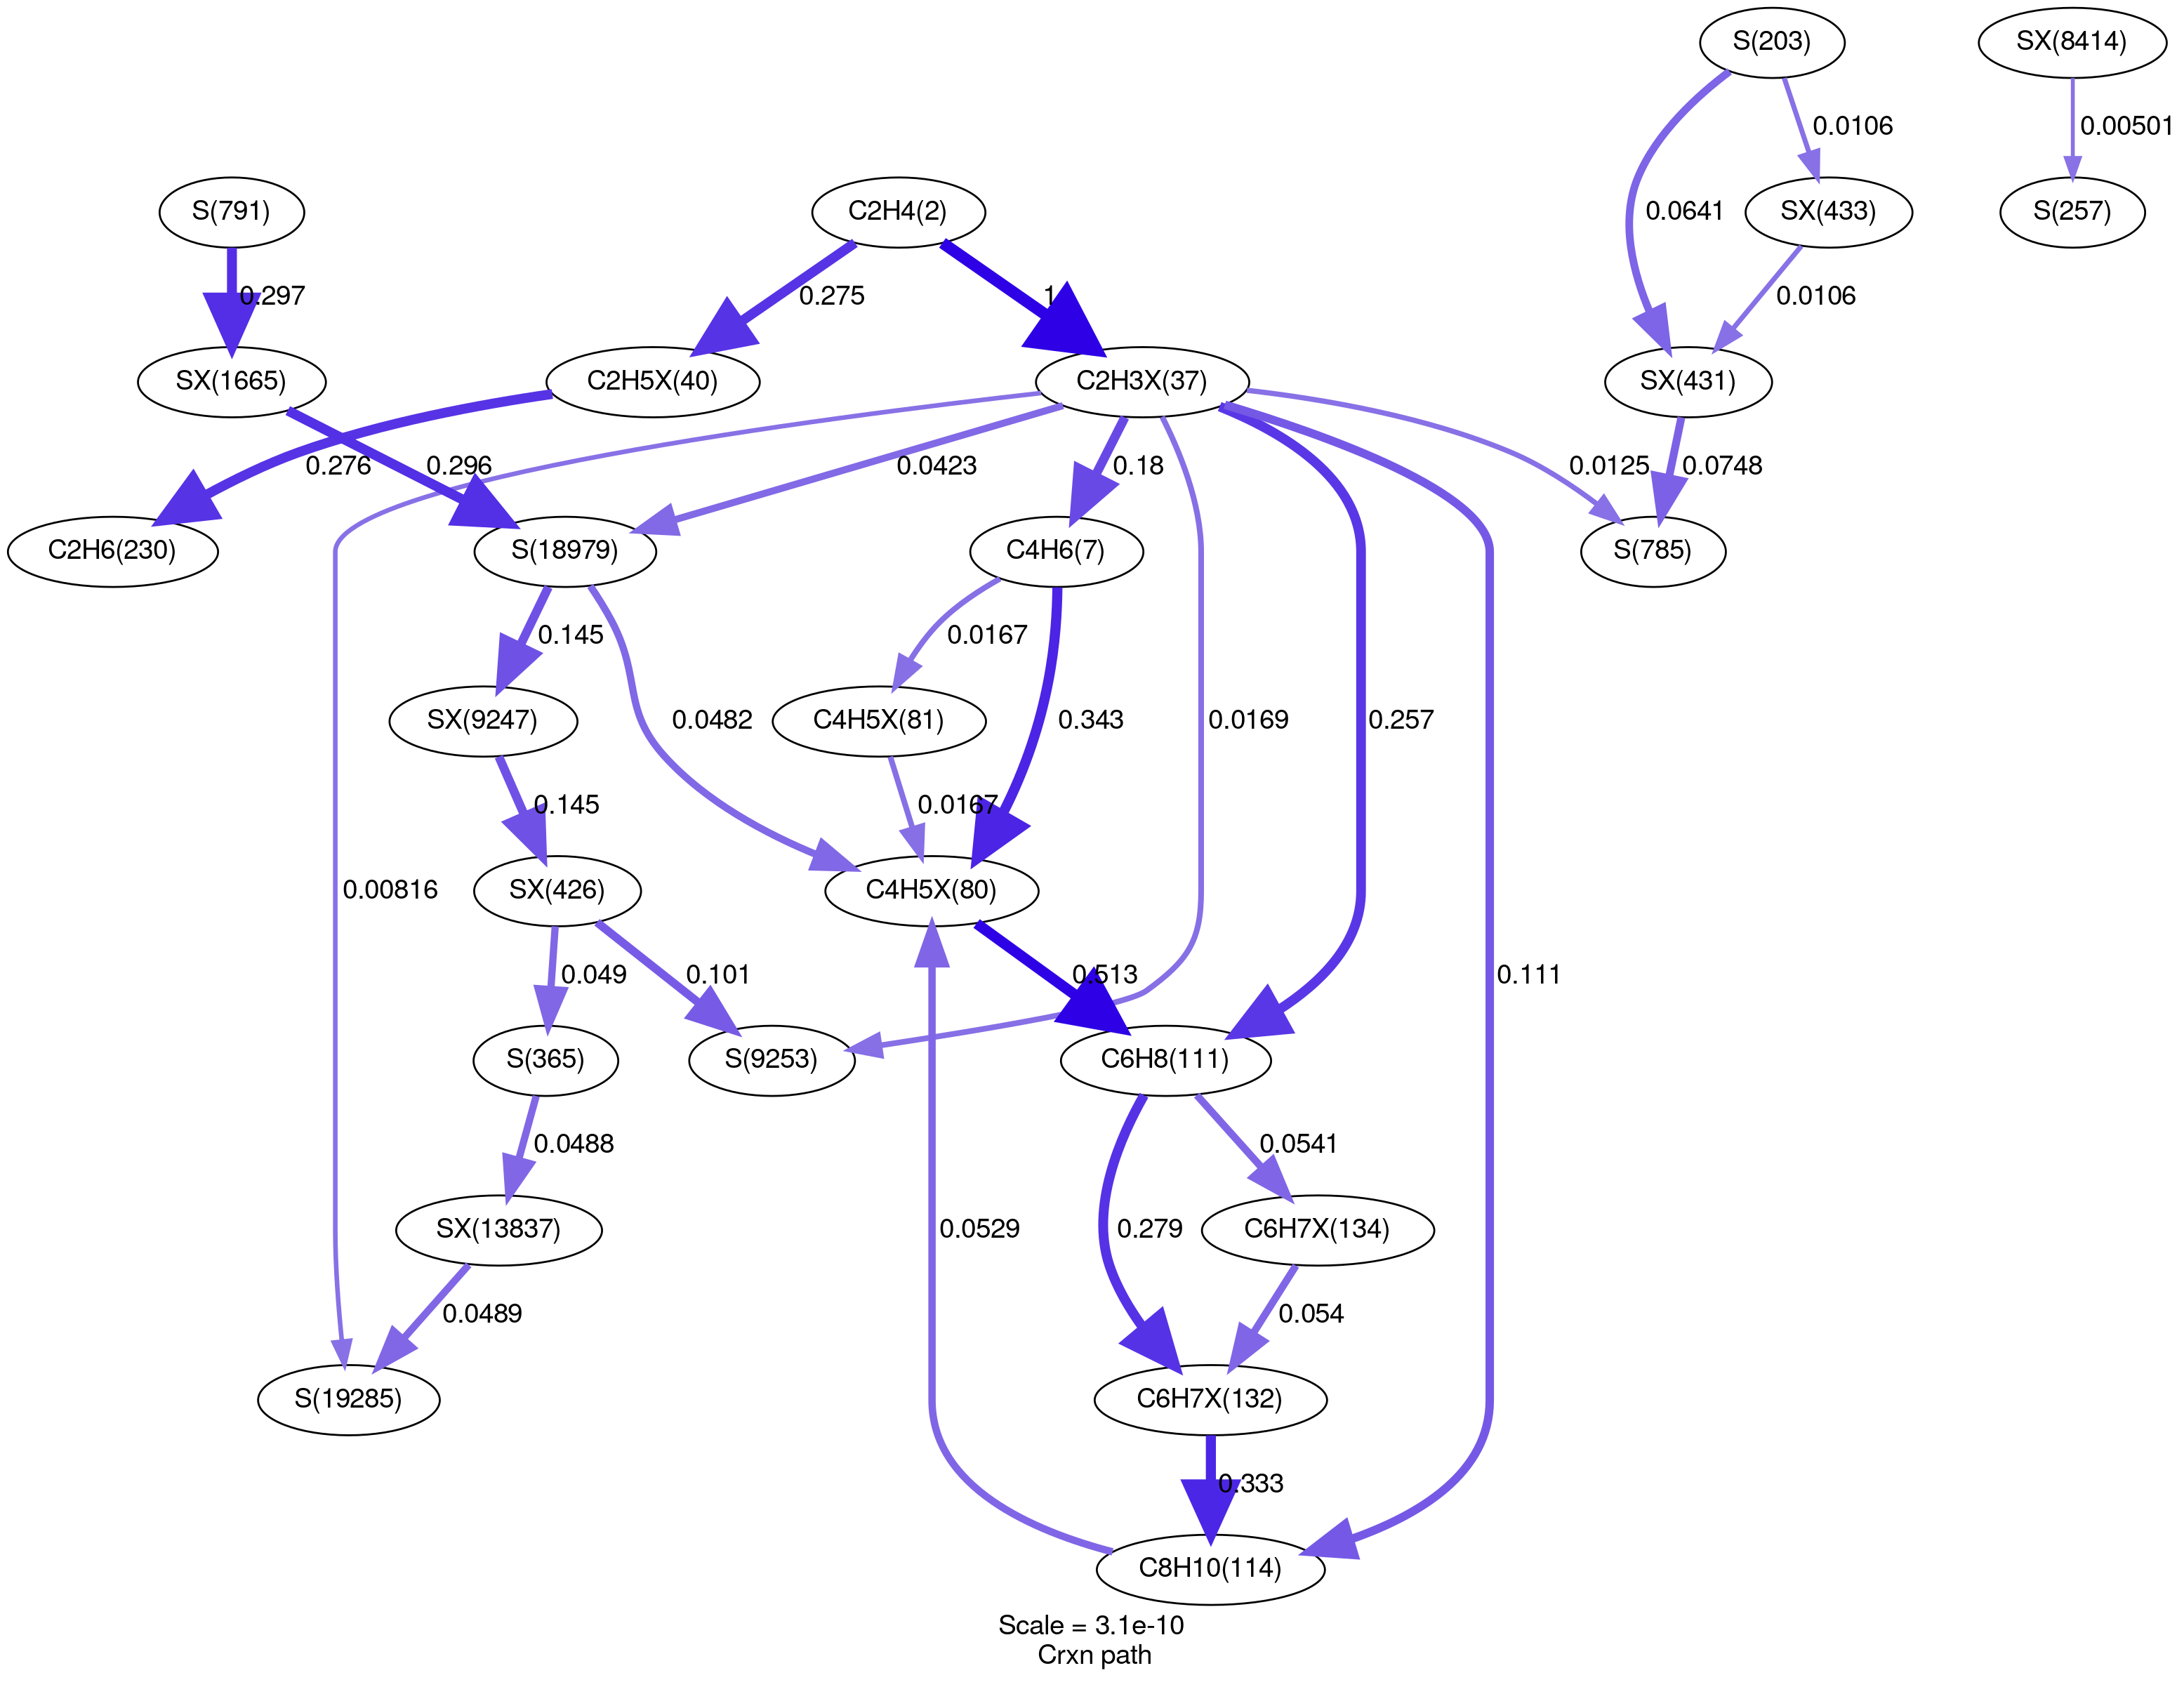 S(203)
SX(8414)
0.0106
0.00501
S(791)
C2H4(2)
0.0641
SX(433)
S(257)
0.297
0.275
1
0.0106
SX(1665)
C2H5X(40)
C2H3X(37)
SX(431)
0.276
0.296
0.0423
0.18
0.0125
0.0748
C2H6(230)
S(18979)
C4H6(7)
S(785)
0.145
0.0167
SX(9247)
0.0482
C4H5X(81)
0.343
0.0169
0.257
0.145
0.0167
0.00816
SX(426)
C4H5X(80)
0.049
0.101
0.513
0.111
S(365)
S(9253)
C6H8(111)
0.0488
0.0541
SX(13837)
0.0529
0.279
C6H7X(134)
0.0489
0.054
S(19285)
C6H7X(132)
0.333
C8H10(114)
Scale = 3.1e-10
Crxn path